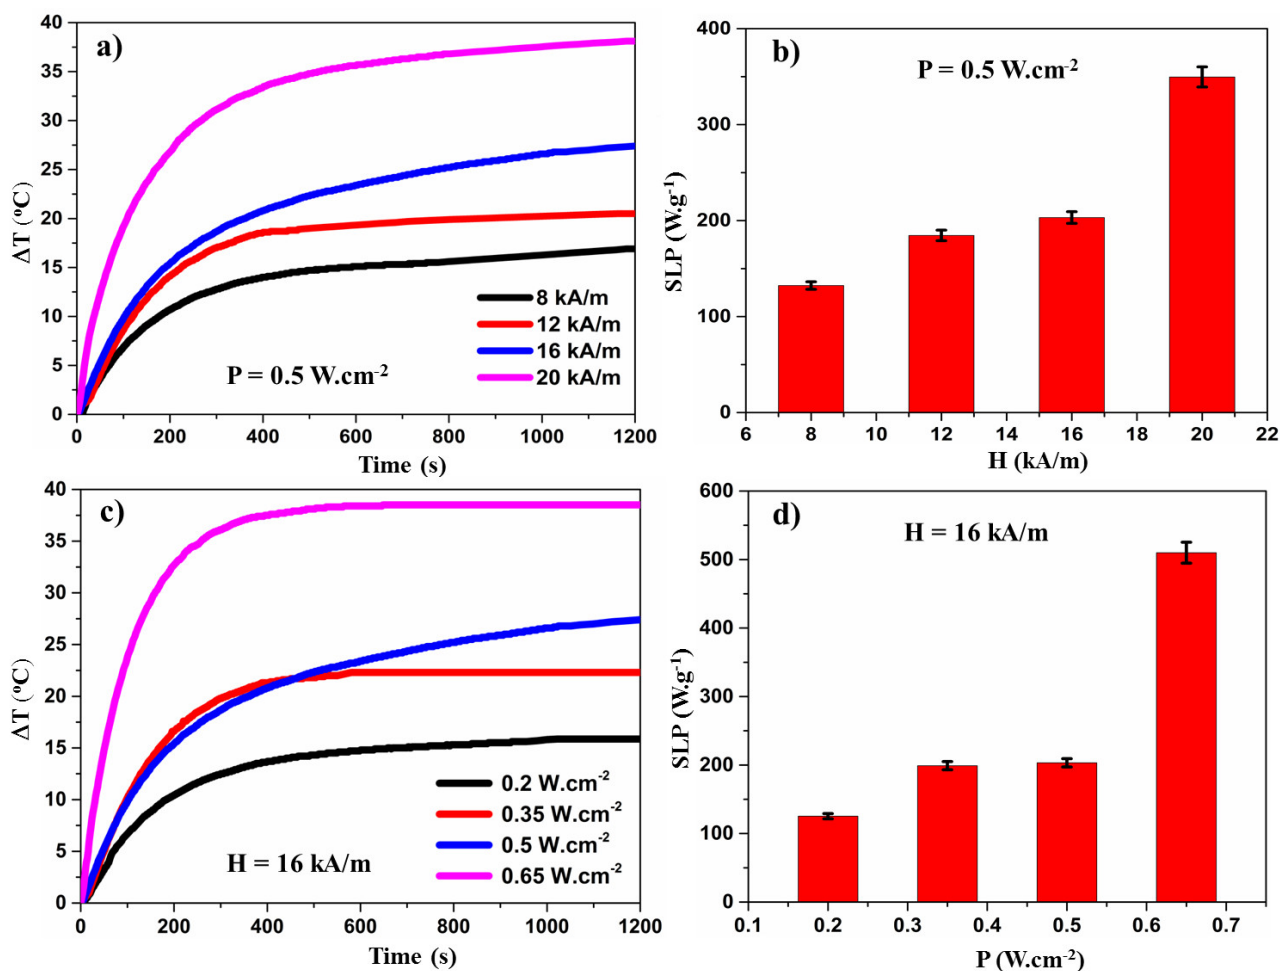 a)
40
35
30
25
20
15
10
5
0
ΔT (°C)
8 kA/m
12 kA/m
16 kA/m
20 kA/m
P = 0.5 W.cm-2
0 200 400 600 800 1000 1200
Time (s)
b)
P = 0.5 W.cm-2
400
300
200
100
0
SLP (W.g-1)
6 8 10 12 14 16 18 20 22
H (kA/m)
c)
40
35
30
25
20
15
10
5
0
ΔT (°C)
0.2 W.cm-2
0.35 W.cm-2
0.5 W.cm-2
0.65 W.cm-2
H = 16 kA/m
0 200 400 600 800 1000 1200
Time (s)
d)
H = 16 kA/m
600
500
400
300
200
100
0
SLP (W.g-1)
0.1 0.2 0.3 0.4 0.5 0.6 0.7
P (W.cm-2)